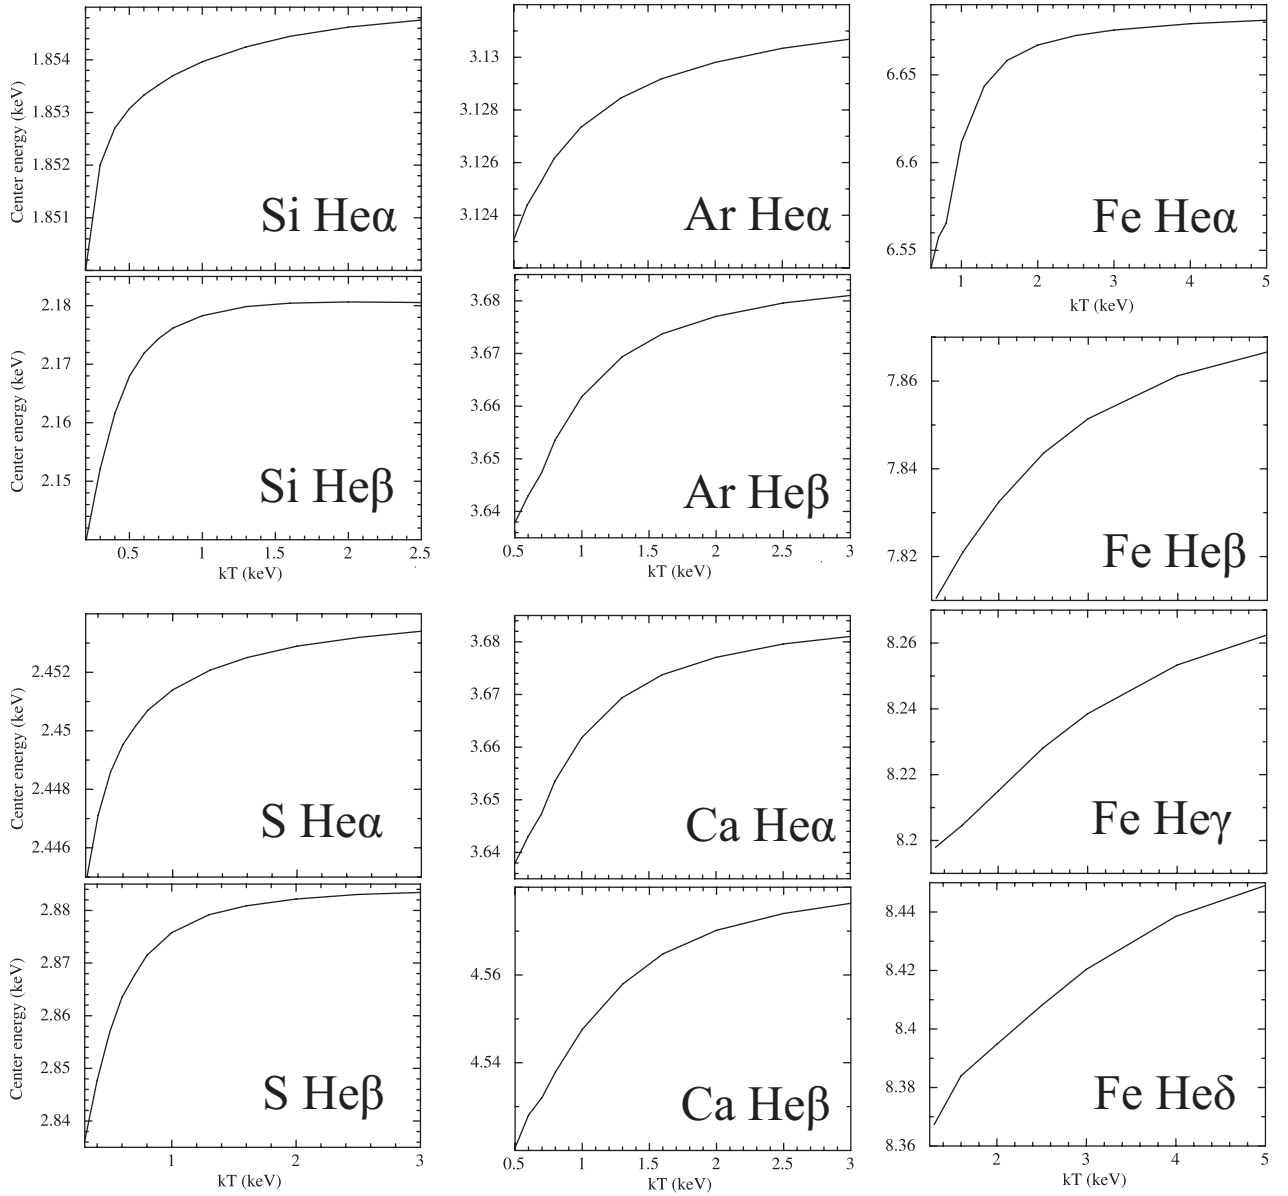 Center energy (keV)
1.854
1.853
1.852
1.851
Si Heα
Center energy (keV)
2.18
2.17
2.16
2.15
Si Heβ
0.5 1 1.5 2 2.5
kT (keV)
Center energy (keV)
2.452
2.45
2.448
2.446
S Heα
Center energy (keV)
2.88
2.87
2.86
2.85
2.84
S Heβ
1 2 3
kT (keV)
3.13
3.128
3.126
3.124
Ar Heα
3.68
3.67
3.66
3.65
3.64
Ar Heβ
0.5 1 1.5 2 2.5 3
kT (keV)
3.68
3.67
3.66
3.65
3.64
Ca Heα
4.56
4.54
Ca Heβ
0.5 1 1.5 2 2.5 3
kT (keV)
6.65
6.6
6.55
Fe Heα
1 2 3 4 5
kT (keV)
7.86
7.84
7.82
Fe Heβ
8.26
8.24
8.22
8.2
Fe Heγ
8.44
8.42
8.4
8.38
8.36
Fe Heδ
2 3 4 5
kT (keV)